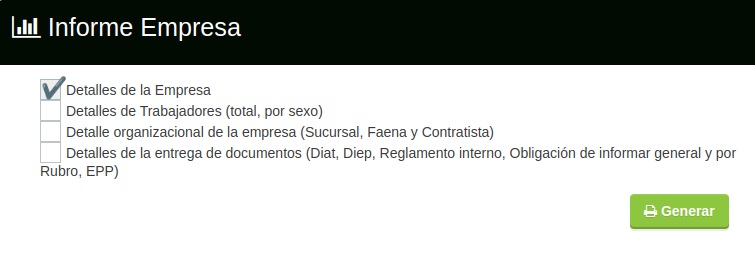 Informe Empresa
Detalles de la Empresa
Detalles de Trabajadores (total, por sexo)
Detalle organizacional de la empresa (Sucursal, Faena y Contratista)
Detalles de la entrega de documentos (Diat, Diep, Reglamento interno, Obligación de informar general y por
Rubro, EPP)
Generar